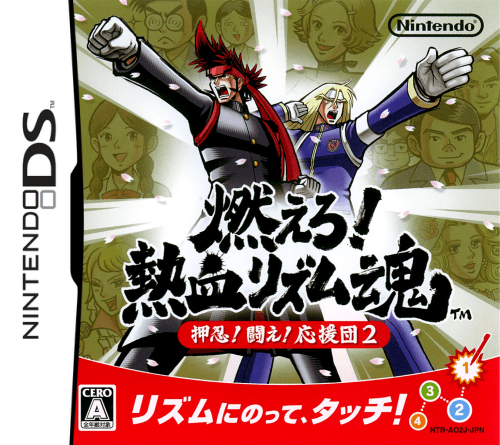 Nintendo
NINTENDO DS
TM
燃えろ!
熱血リズム魂
TM
押忍!闘え!応援団2
CERO
A
全年齢対象
リズムにのって、タッチ!
1
3
2
4
NTR-AO2J-JPN